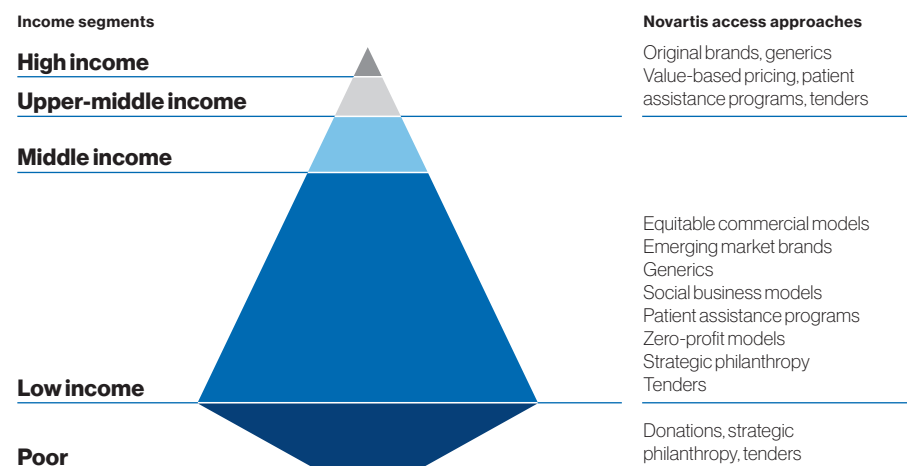 Income segments
High income
Upper-middle income
Middle income
Low income
Poor
Novartis access approaches
Original brands, generics
Value-based pricing, patient
assistance programs, tenders
Equitable commercial models
Emerging market brands
Generics
Social business models
Patient assistance programs
Zero-profit models
Strategic philanthropy
Tenders
Donations, strategic
philanthropy, tenders